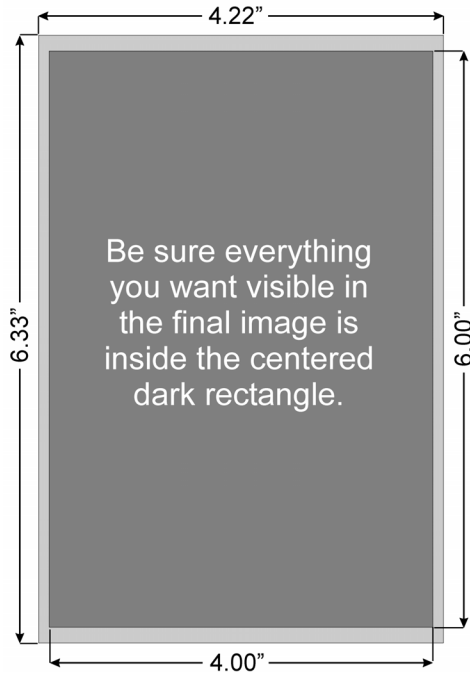 4.22”
6.33”
6.00”
Be sure everything
you want visible in
the final image is
inside the centered
dark rectangle.
4.00”